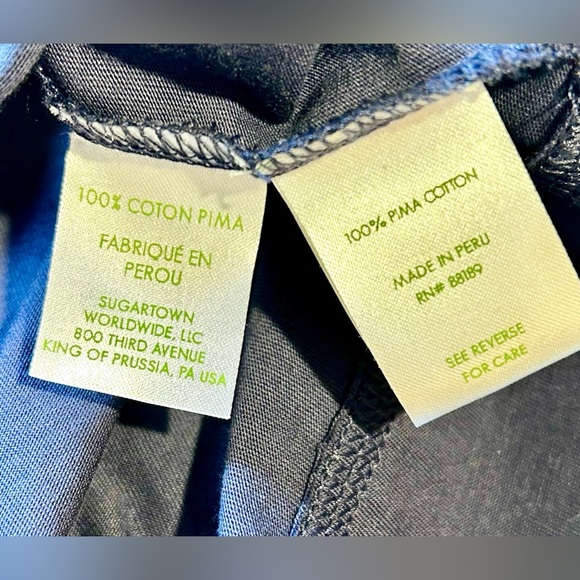 100% COTON PIMA
FABRIQUÉ EN
PEROU
SUGARTOWN
WORLDWIDE, LLC
800 THIRD AVENUE
KING OF PRUSSIA, PA USA
100% PIMA COTTON
MADE IN PERU
RN# 88189
SEE REVERSE
FOR CARE